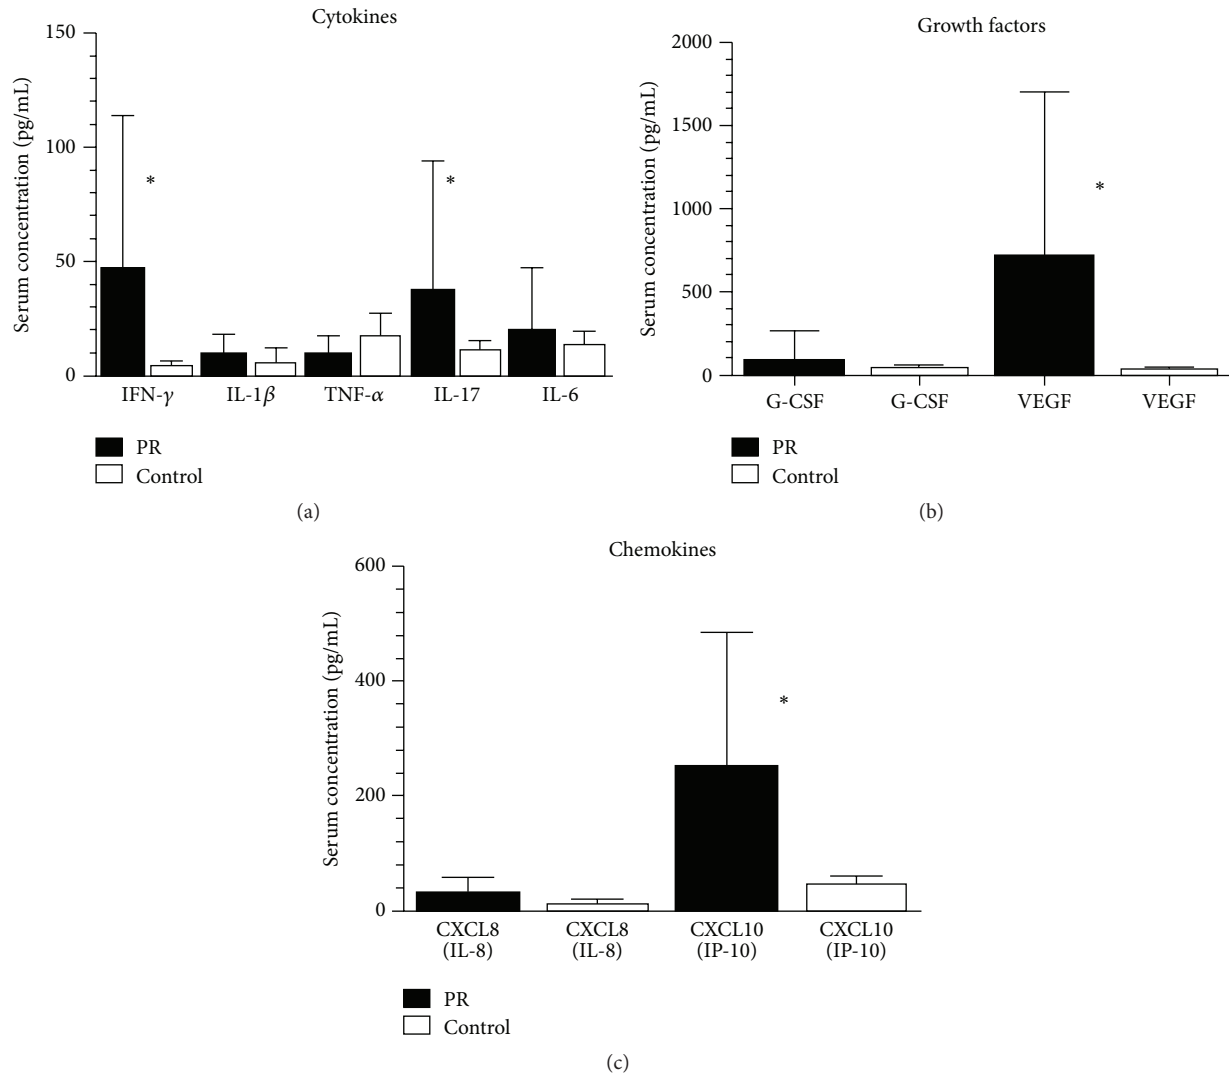 Cytokines
Serum concentration (pg/mL)
150
100
50
0
*
*
IFN-γ IL-1β TNF-α IL-17 IL-6
PR
Control
(a)
Growth factors
Serum concentration (pg/mL)
2000
1500
1000
500
0
*
G-CSF G-CSF VEGF VEGF
PR
Control
(b)
Chemokines
Serum concentration (pg/mL)
600
400
200
0
*
CXCL8 CXCL8 CXCL10 CXCL10
(IL-8) (IL-8) (IP-10) (IP-10)
PR
Control
(c)